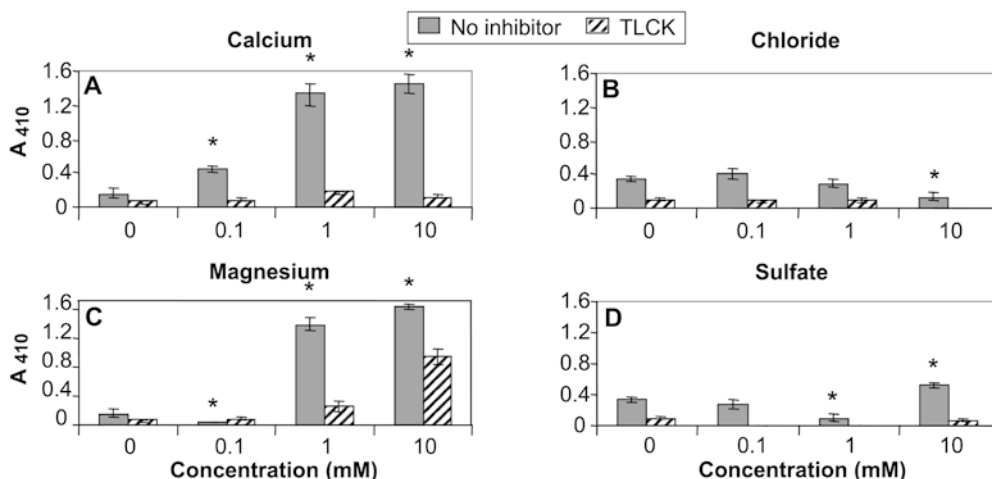 No inhibitor TLCK
Calcium
Chloride
A
B
A 410
1.6
1.2
0.8
0.4
0
* * *
0 0.1 1 10
1.6
1.2
0.8
0.4
0
*
0 0.1 1 10
Magnesium
Sulfate
C
D
A 410
1.6
1.2
0.8
0.4
0
* * *
0 0.1 1 10
Concentration (mM)
1.6
1.2
0.8
0.4
0
* *
0 0.1 1 10
Concentration (mM)